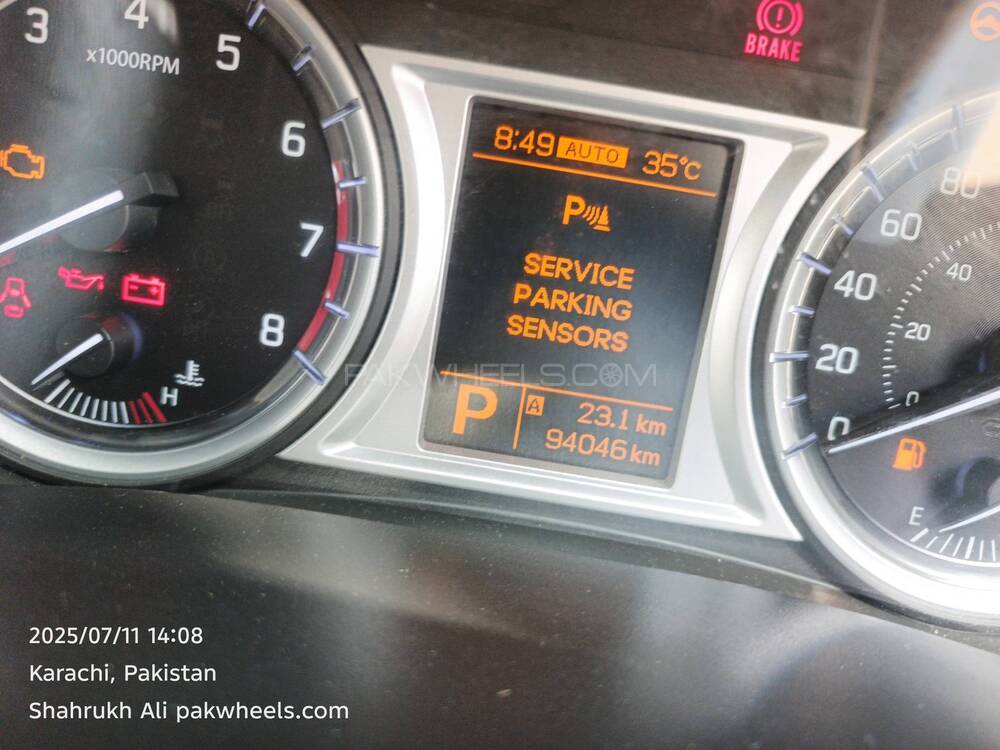 3
4
5
x1000RPM
6
7
8
H
BRAKE
8:49 AUTO 35°C
P
SERVICE
PARKING
SENSORS
P
A 23.1 km
94046 km
80
60
40
20
0
40
20
0
E
PAKWHEELS.COM
2025/07/11 14:08
Karachi, Pakistan
Shahrukh Ali pakwheels.com